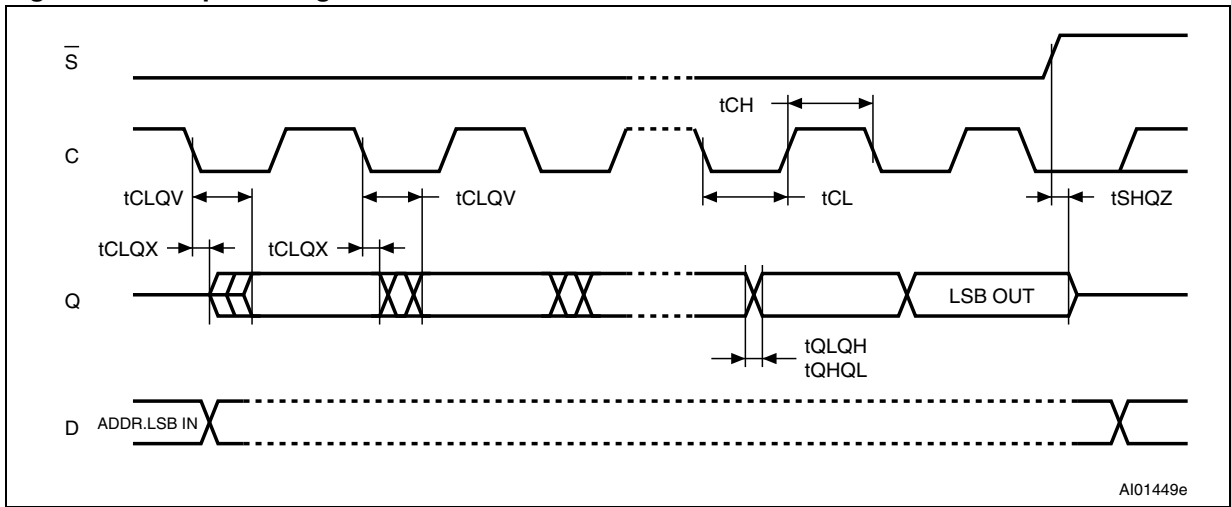 S
tCH
C
tCLQV
tCLQV
tCL
tSHQZ
tCLQX
tCLQX
Q
LSB OUT
tQLQH
tQHQL
D
ADDR.LSB IN
AI01449e